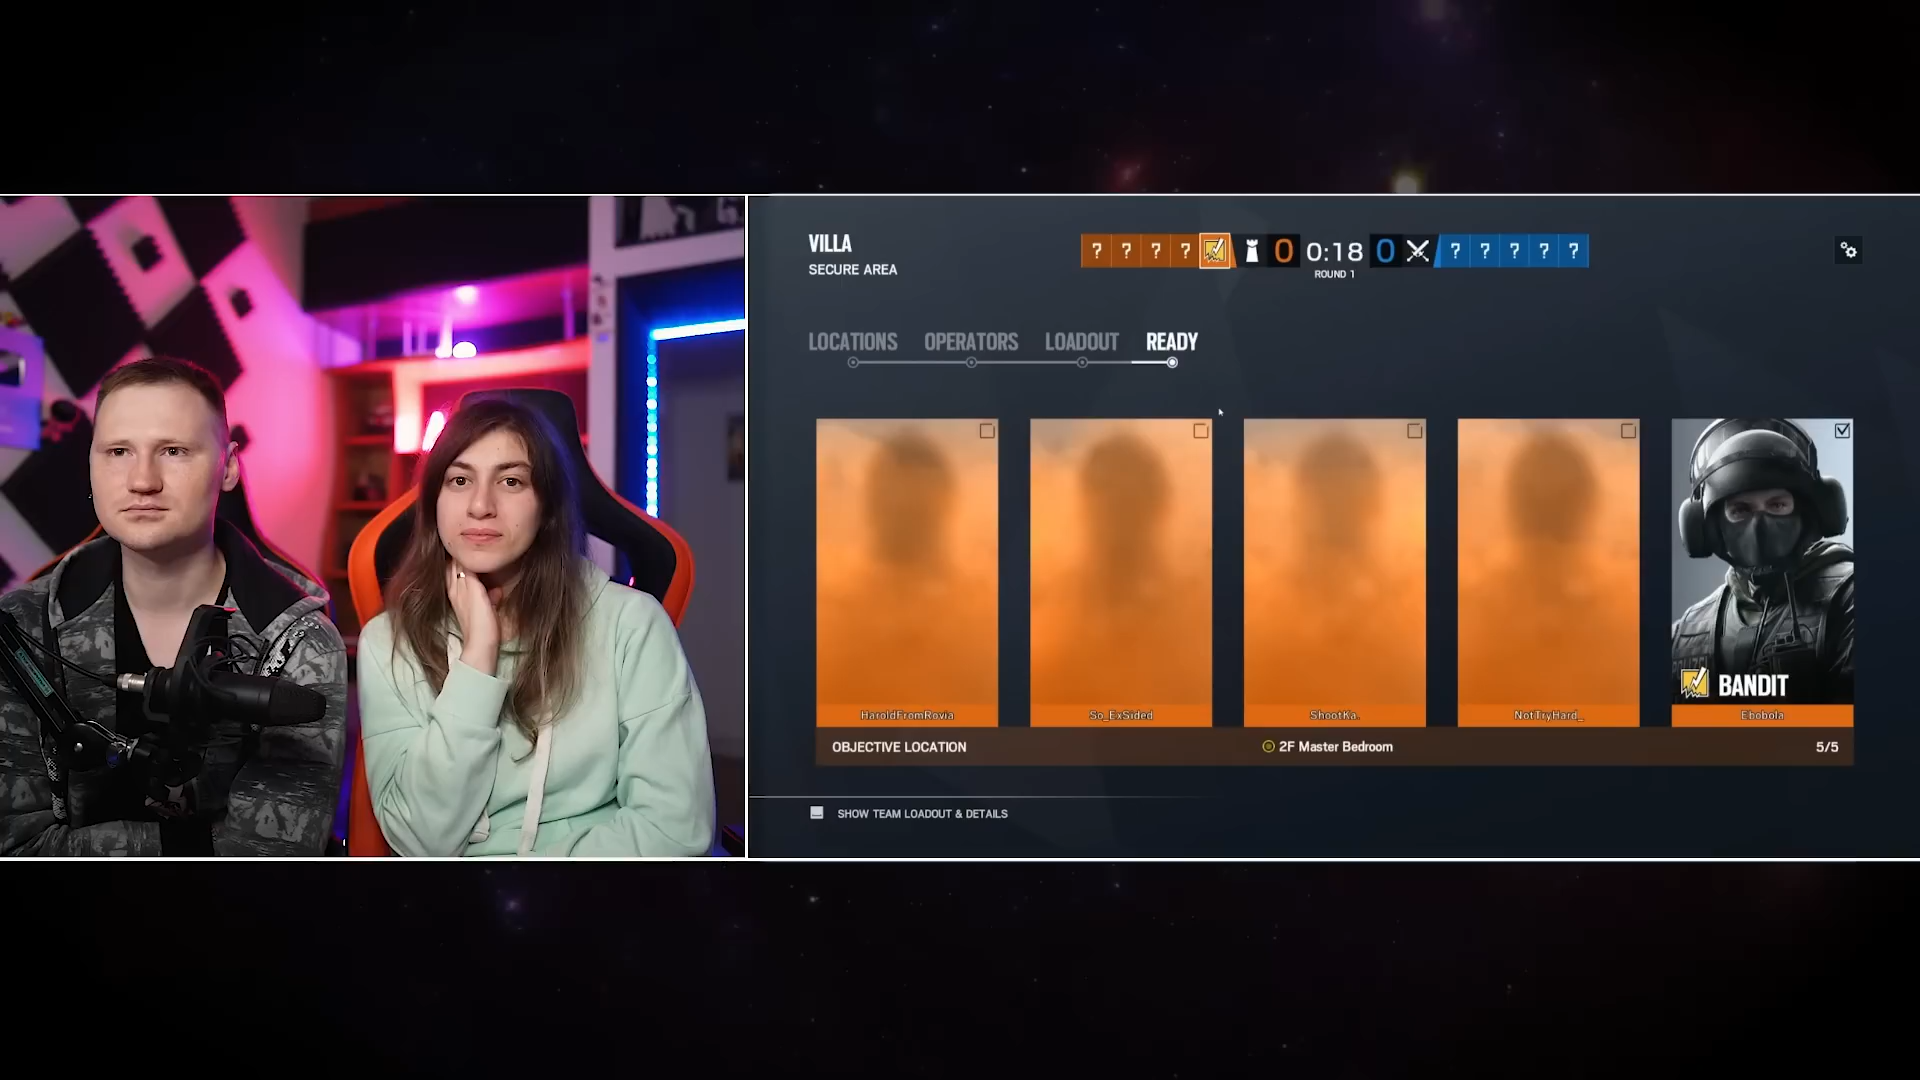 VILLA
SECURE AREA
? ? ? ? 0 0:18 0 ? ? ? ? ?
ROUND 1
LOCATIONS OPERATORS LOADOUT READY
BANDIT
HaroldFromRovia So_ExSided ShootKa. NotTryHard_ Ebobola
OBJECTIVE LOCATION 2F Master Bedroom 5/5
SHOW TEAM LOADOUT & DETAILS